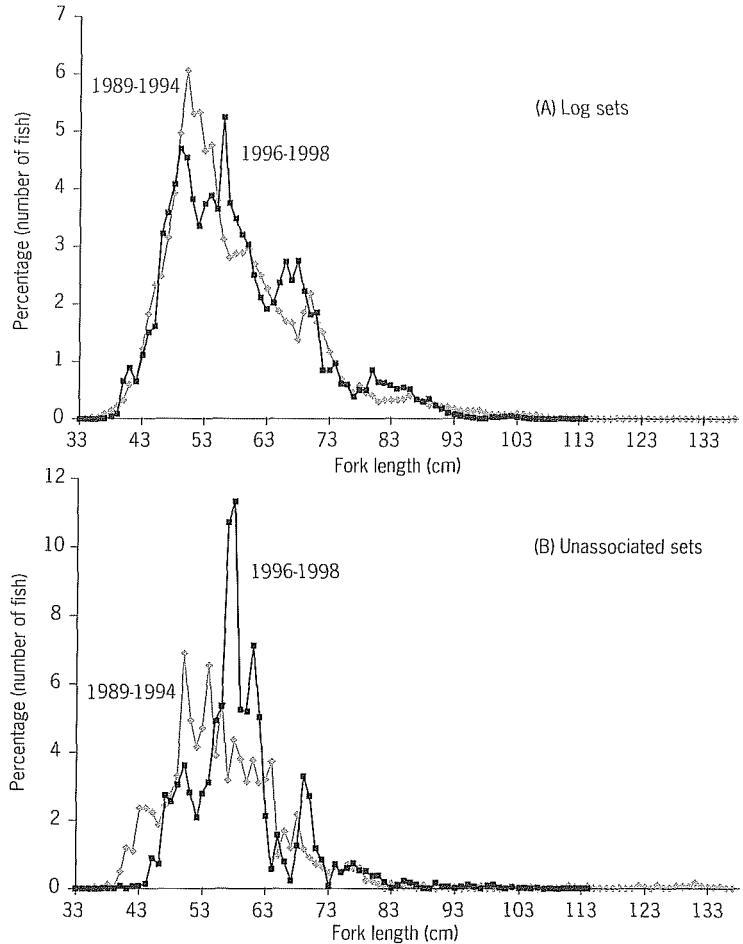 7
6
5
4
3
2
1
0
Percentage (number of fish)
1989-1994
1996-1998
(A) Log sets
33 43 53 63 73 83 93 103 113 123 133
Fork length (cm)
12
10
8
6
4
2
0
Percentage (number of fish)
1989-1994
1996-1998
(B) Unassociated sets
33 43 53 63 73 83 93 103 113 123 133
Fork length (cm)